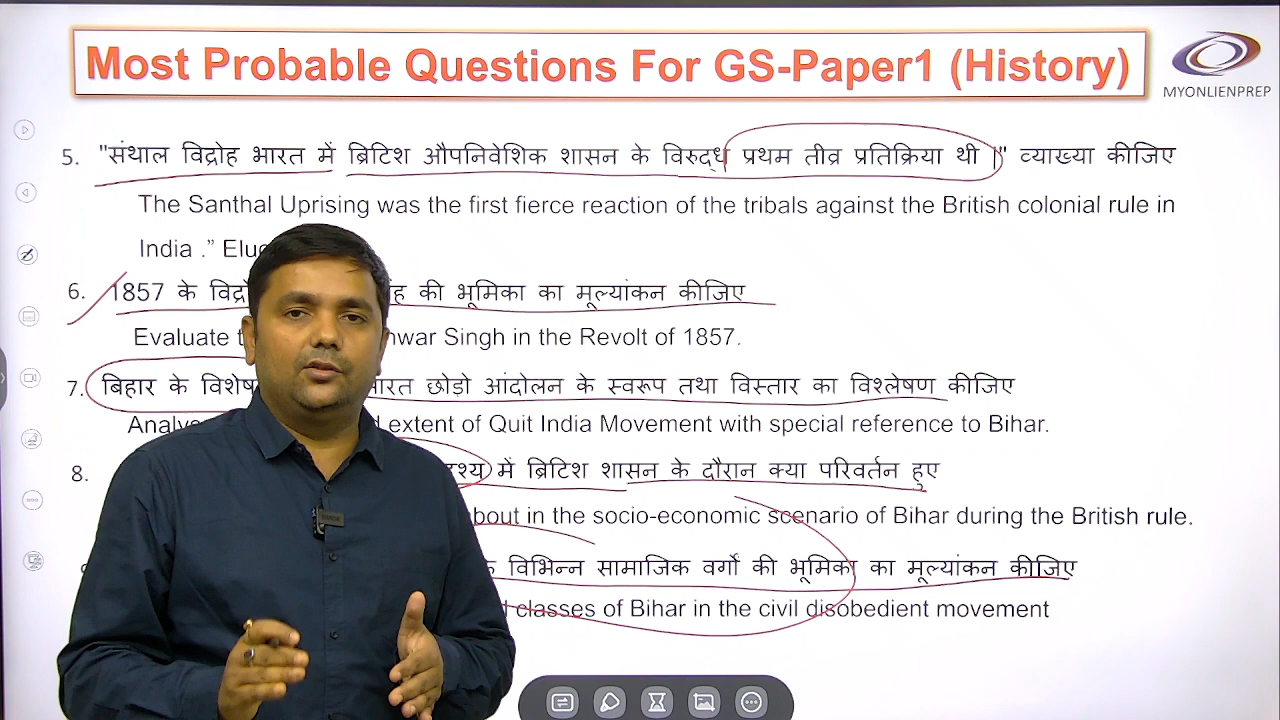 Most Probable Questions For GS-Paper1 (History)
MYONLIENPREP
5. "संथाल विद्रोह भारत में ब्रिटिश औपनिवेशिक शासन के विरुद्ध प्रथम तीव्र प्रतिक्रिया थी |" व्याख्या कीजिए
The Santhal Uprising was the first fierce reaction of the tribals against the British colonial rule in
India .”
6. 1857 के की भूमिका का मूल्यांकन कीजिए
Evaluate Singh in the Revolt of 1857.
7. बिहार के छोड़ो आंदोलन के स्वरूप तथा विस्तार का विश्लेषण कीजिए
extent of Quit India Movement with special reference to Bihar.
8. में ब्रिटिश शासन के दौरान क्या परिवर्तन हुए
about in the socio-economic scenario of Bihar during the British rule.
विभिन्न सामाजिक वर्गों की भूमिका का मूल्यांकन कीजिए
classes of Bihar in the civil disobedient movement